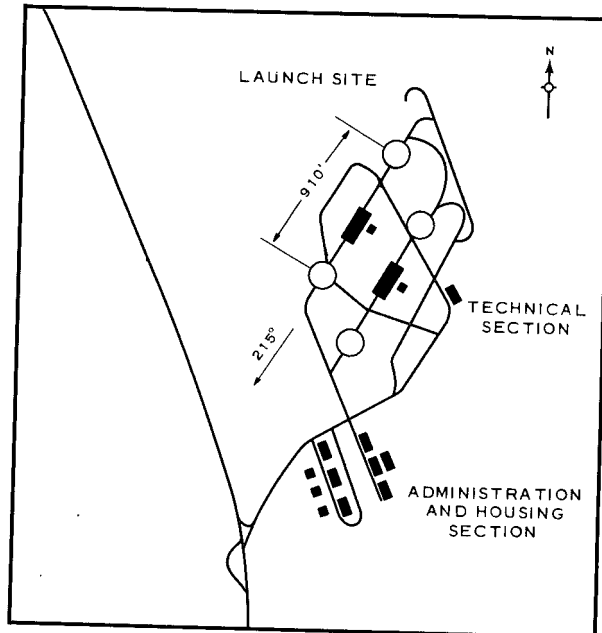 N
LAUNCH SITE
910'
TECHNICAL
SECTION
215°
ADMINISTRATION
AND HOUSING
SECTION